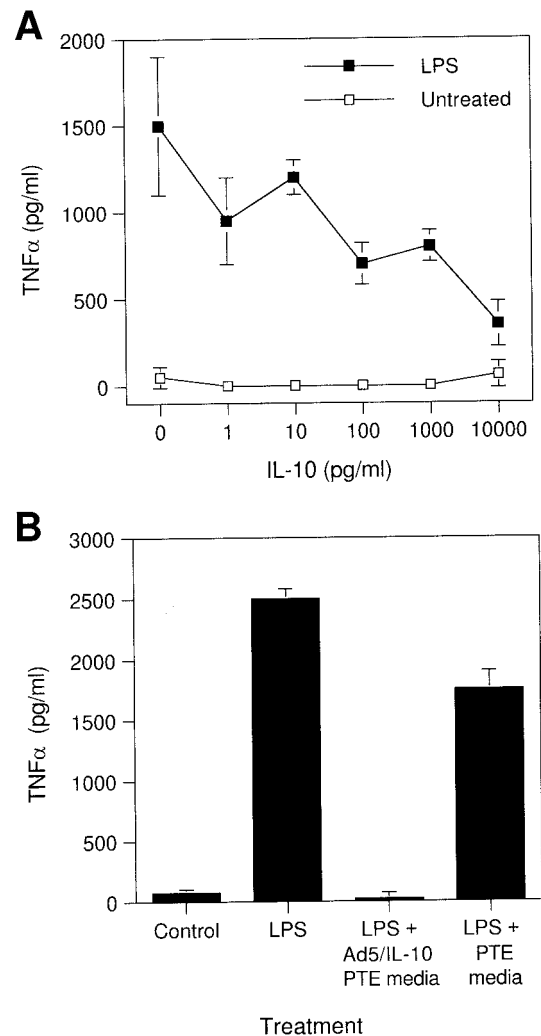 A
2000
1500
1000
500
0
TNFα (pg/ml)
LPS
Untreated
0 1 10 100 1000 10000
IL-10 (pg/ml)
B
3000
2500
2000
1500
1000
500
0
TNFα (pg/ml)
Control LPS LPS + LPS +
Ad5/IL-10 PTE
PTE media media
Treatment